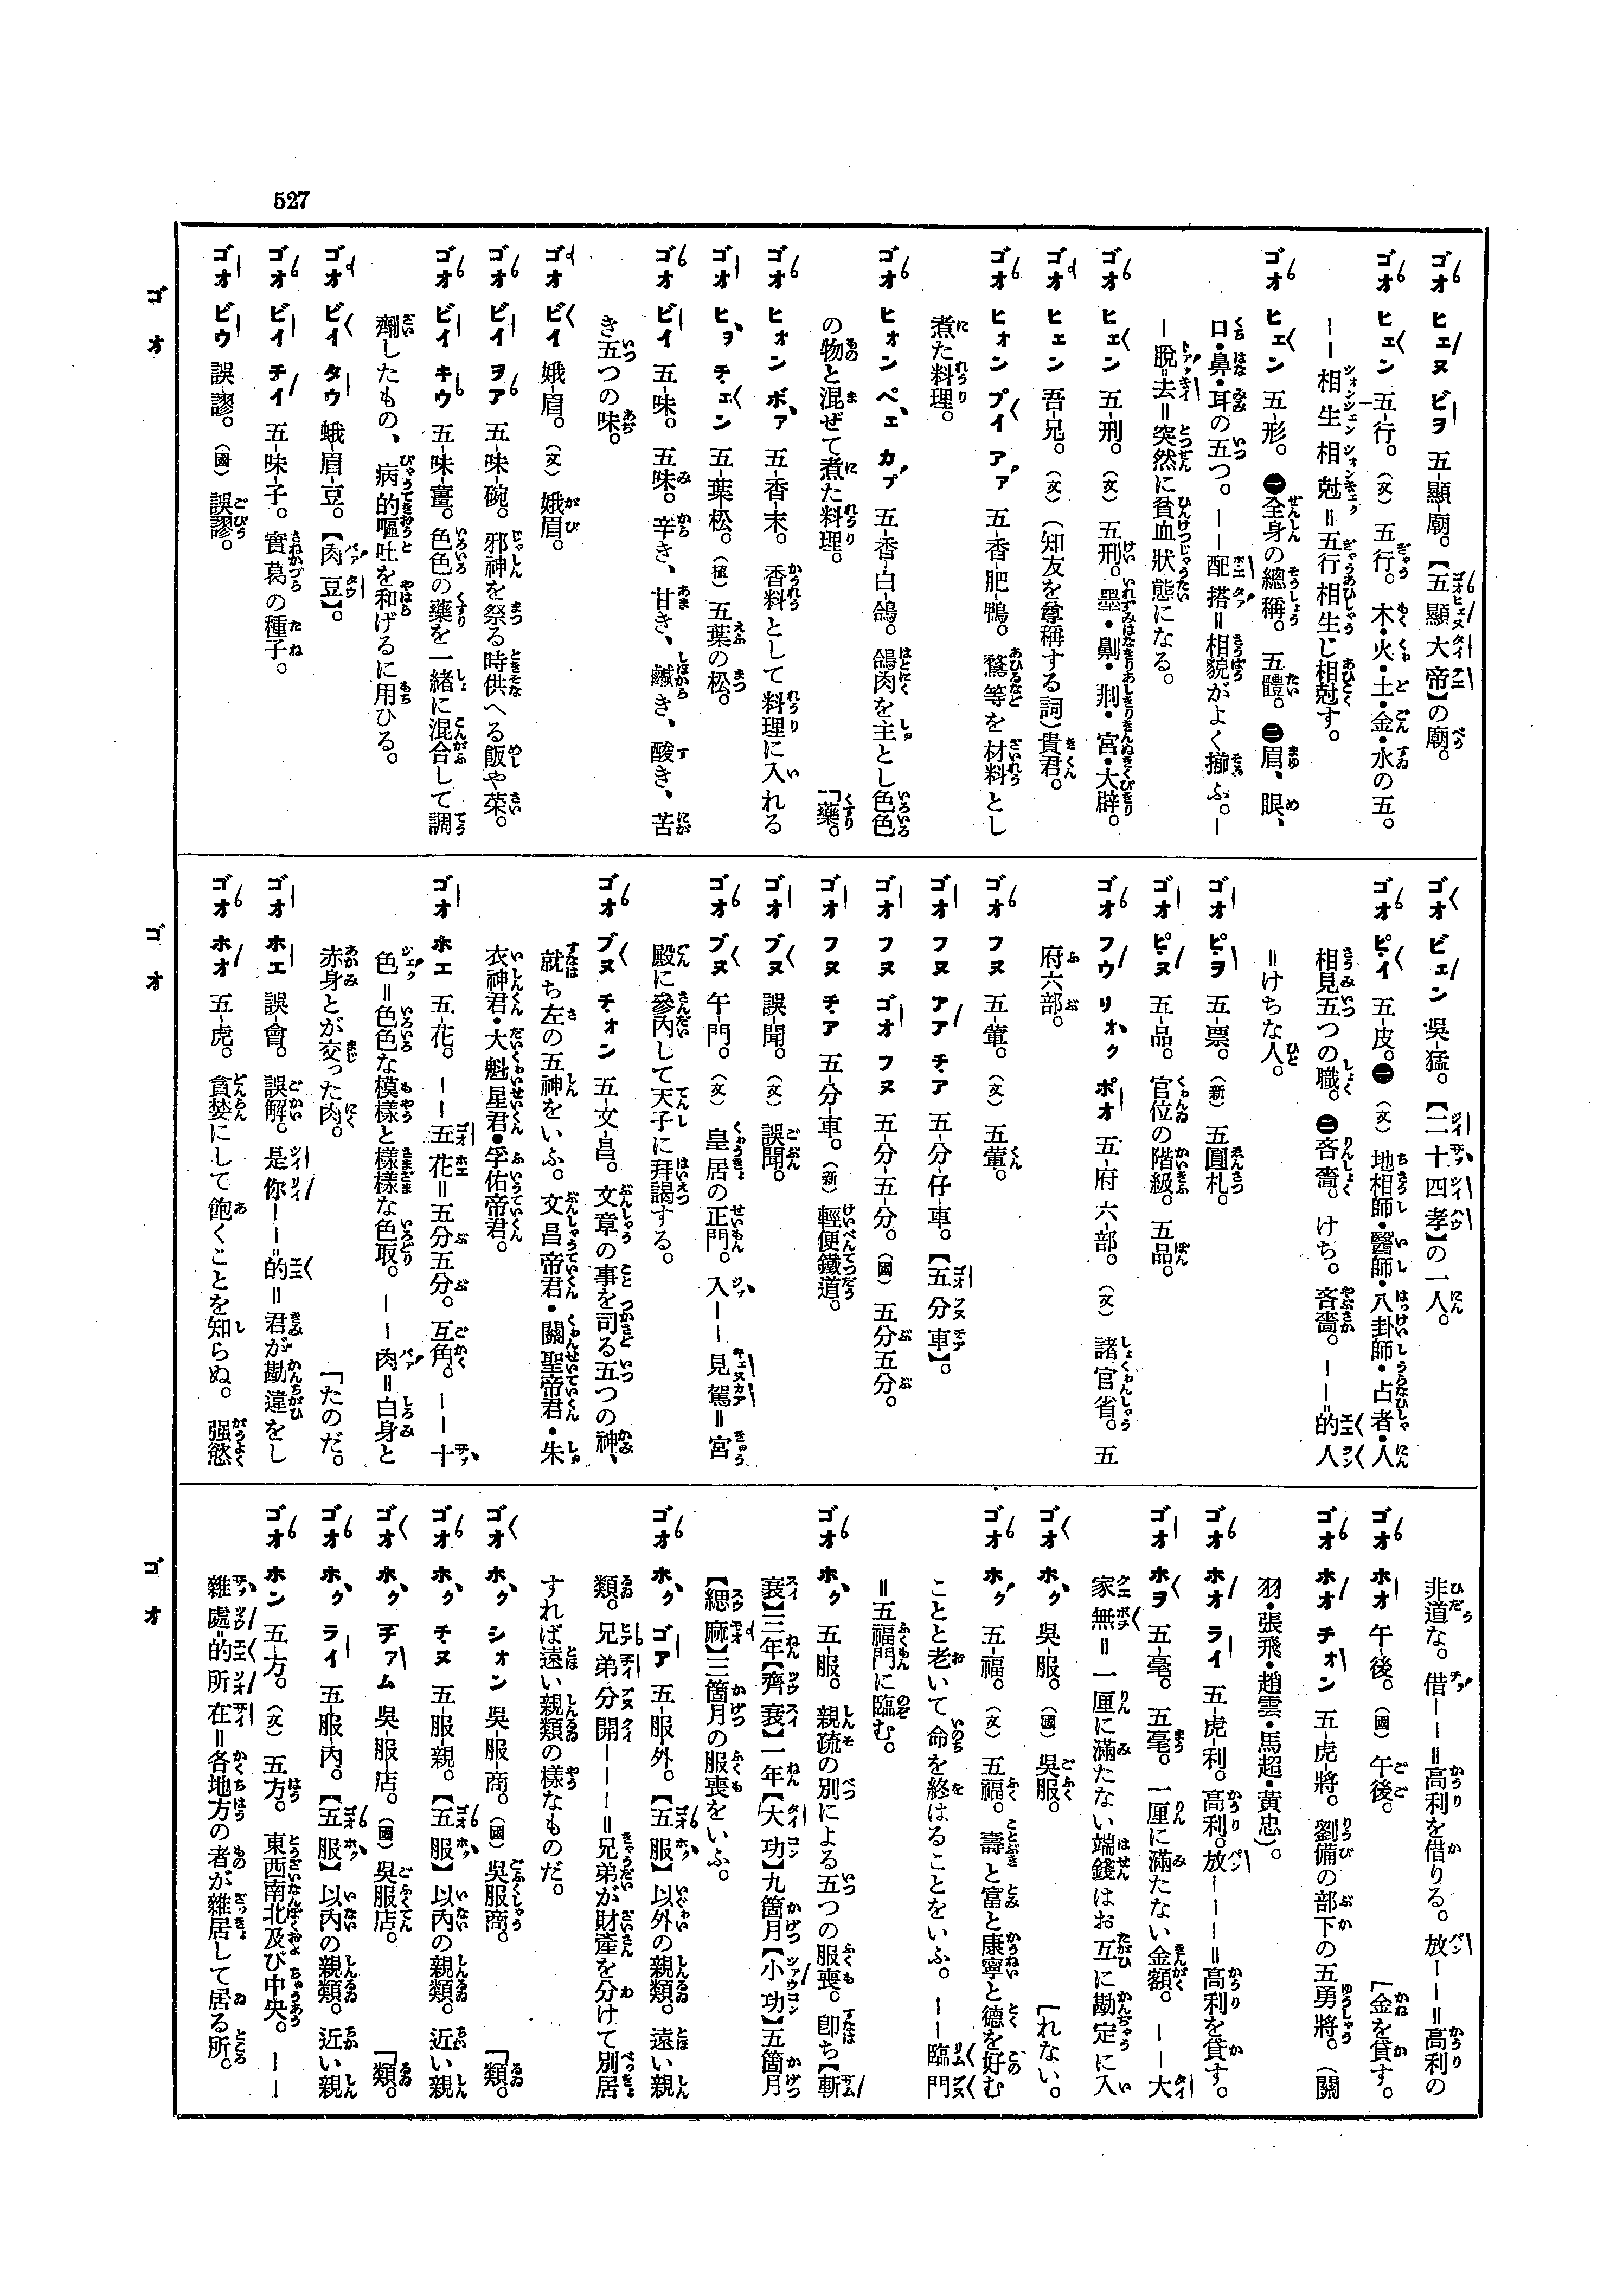 527
ゴオ ヒェヌ ビヲ 五-顯-廟。【五顯大帝】の廟。
ゴオ ヒェン 五-行。(文) 五行。木・火・土・金・水の五。
――相生相尅=五行相生じ相尅す。
ゴオ ヒェン 五-形。㊀全身の總稱。五體。㊁眉、眼、
口・鼻・耳の五つ。――配搭=相貌がよく揃ふ。―
―脫=去=突然に貧血狀態になる。
ゴオ ヒェン 五-刑。(文) 五刑。墨・劓・剕・宮・大辟。
ゴオ ヒェン 吾-兄。(文)(知友を尊稱する詞)貴君。
ゴオ ヒォン プイ アァ 五-香-肥-鴨。鶩等を材料とし
煮た料理。
ゴオ ヒォン ペェ カプ 五-香-白-鴿。鴿肉を主とし色色
の物と混ぜて煮た料理。 「藥。
ゴオ ヒォン ボァ 五-香-末。香料として料理に入れる
ゴオ ヒヲ チェン 五-葉-松。(植) 五葉の松。
ゴオ ビイ 五-味。五味。辛き、甘き、鹹き、酸き、苦
き五つの味。
ゴオ ビイ 娥-眉。(文) 娥眉。
ゴオ ビイ ヲア 五-味-碗。邪神を祭る時供へる飯や菜。
ゴオ ビイ キウ 五-味-薑。色色の藥を一緒に混合して調
劑したもの、病的嘔吐を和げるに用ひる。
ゴオ ビイ タウ 蛾-眉-豆。【肉豆】。
ゴオ ビイ チイ 五-味-子。實葛の種子。
ゴオ ビウ 誤-謬。(國) 誤謬。
ゴオ
ゴオ ビェン 吳-猛。【二十四孝】の一人。
ゴオ ピイ 五-皮。㊀(文) 地相師・醫師・八卦師・占者・人
相見五つの職。㊁吝嗇。けち。吝嗇。――=的人
=けちな人。
ゴオ ピヲ 五-票。(新) 五圓札。
ゴオ ピヌ 五-品。官位の階級。五品。
ゴオ フウ リォク ポオ 五-府-六-部。(文) 諸官省。五
府六部。
ゴオ フヌ 五-葷。(文) 五葷。
ゴオ フヌ アア チア 五-分-仔-車。【五分車】。
ゴオ フヌ ゴオ フヌ 五-分-五-分。(國) 五分五分。
ゴオ フヌ チア 五-分-車。(新) 輕便鐵道。
ゴオ ブヌ 誤-聞。(文) 誤聞。
ゴオ ブヌ 午-門。(文) 皇居の正門。入――見駕=宮
殿に參內して天子に拜謁する。
ゴオ ブヌ チォン 五-文-昌。文章の事を司る五つの神、
就ち左の五神をいふ。文昌帝君・關聖帝君・朱
衣神君・大魁星君・孚佑帝君。
ゴオ ホエ 五-花。――五花=五分五分。互角。――十
色=色色な模樣と樣樣な色取。――肉=白身と
赤身とが交った肉。 「たのだ。
ゴオ ホエ 誤-會。誤解。是你――=的=君が勘違をし
ゴオ ホオ 五-虎。貪婪にして飽くことを知らぬ。强慾
ゴオ
非道な。借――=高利を借りる。放――=高利の
ゴオ ホオ 午-後。(國) 午後。 「金を貸す。
ゴオ ホオ チォン 五-虎-將。劉備の部下の五勇將。(關
羽・張飛・趙雲・馬超・黃忠)。
ゴオ ホオ ライ 五-虎-利。高利。放―――=高利を貸す。
ゴオ ホヲ 五-毫。五毫。一厘に滿たない金額。――大
家無=一厘に滿たない端錢はお互に勘定に入
ゴオ ホク 吳-服。(國) 吳服。 「れない。
ゴオ ホク 五-福。(文) 五福。壽と富と康寧と德を好む
ことと老いて命を終はることをいふ。――臨門
=五福門に臨む。
ゴオ ホク 五-服。親疏の別による五つの服喪。卽ち【斬
衰】三年【齊衰】一年【大功】九箇月【小功】五箇月
【緦麻】三箇月の服喪をいふ。
ゴオ ホク ゴア 五-服-外。【五服】以外の親類。遠い親
類。兄弟分開―――=兄弟が財產を分けて別居
すれば遠い親類の樣なものだ。
ゴオ ホク シォン 吳-服-商。(國) 吳服商。 「類。
ゴオ ホク チヌ 五-服-親。【五服】以內の親類。近い親
ゴオ ホク チァム 吳-服-店。(國) 吳服店。 「類。
ゴオ ホク ライ 五-服-內。【五服】以內の親類。近い親
ゴオ ホン 五-方。(文) 五方。東西南北及び中央。――
雜處=的所在=各地方の者が雜居して居る所。
ゴオ